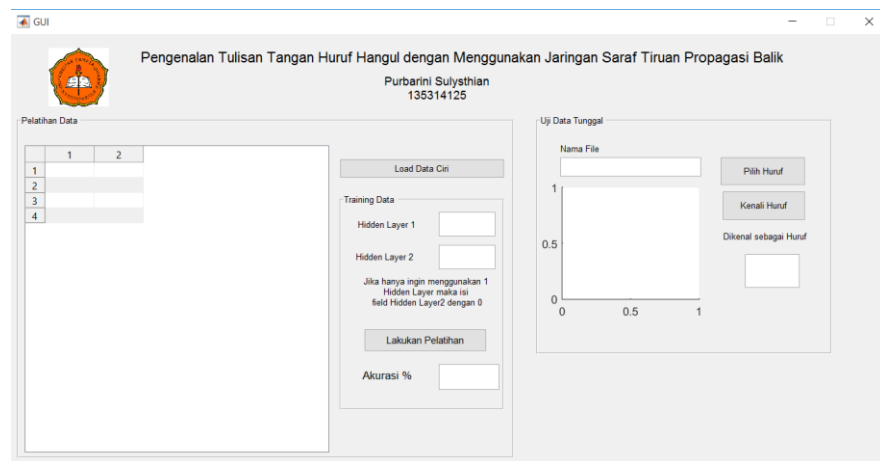 GUI
Pengenalan Tulisan Tangan Huruf Hangul dengan Menggunakan Jaringan Saraf Tiruan Propagasi Balik
Purbarini Sulysthian
135314125
Pelatihan Data
1 2
1
2
3
4
Load Data Ciri
Training Data
Hidden Layer 1
Hidden Layer 2
Jika hanya ingin menggunakan 1
Hidden Layer maka isi
field Hidden Layer2 dengan 0
Lakukan Pelatihan
Akurasi %
Uji Data Tunggal
Nama File
Pilih Huruf
Kenali Huruf
Dikenal sebagai Huruf
1
0.5
0
0 0.5 1